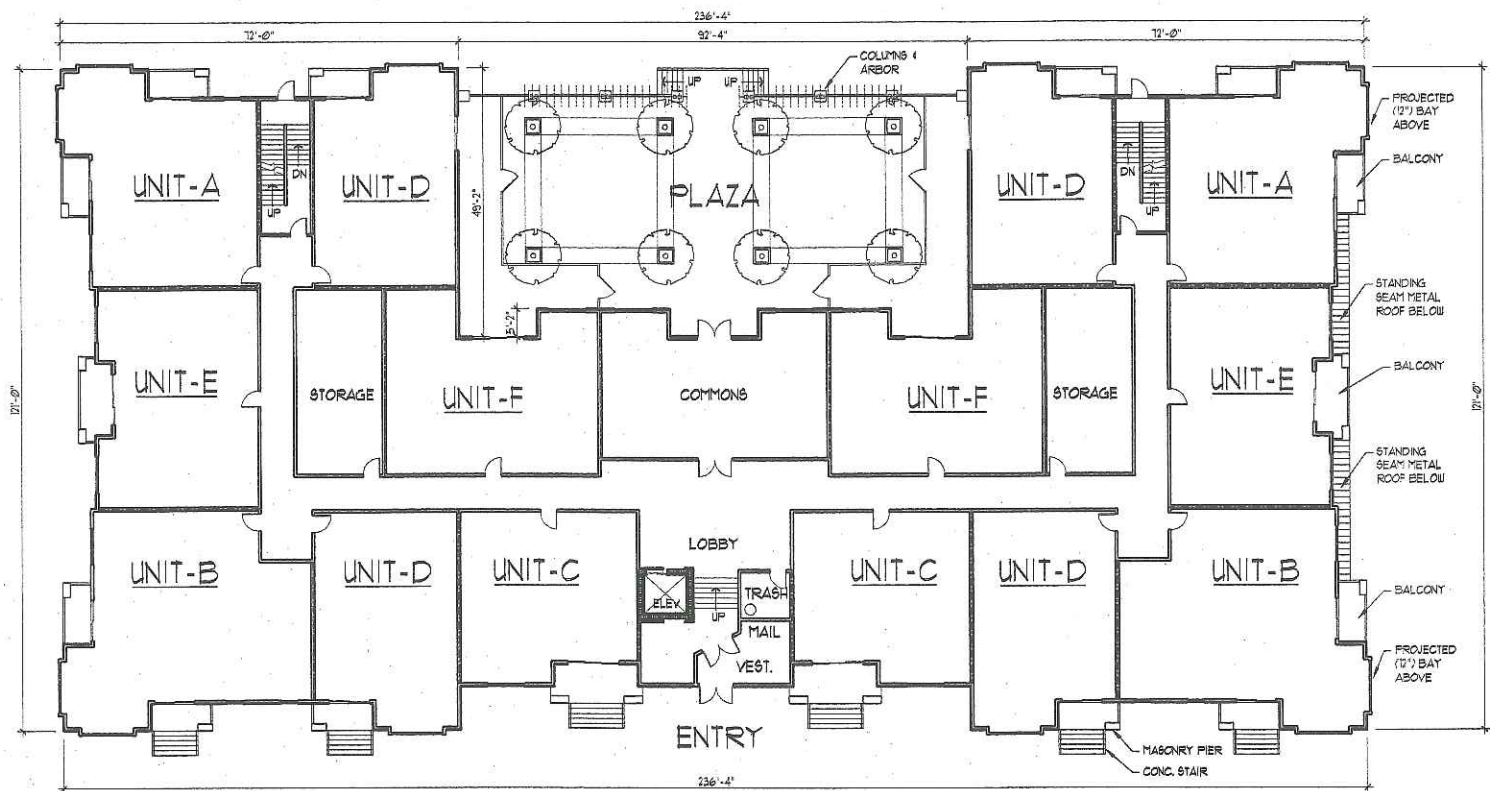 236'-4"
72'-0"
92'-4"
72'-0"
COLUMNS &
ARBOR
UP
UP
PROJECTED
(12") BAY
ABOVE
BALCONY
UNIT-A
DN
UP
UNIT-D
49'-2"
PLAZA
UNIT-D
DN
UP
UNIT-A
STANDING
SEAM METAL
ROOF BELOW
5'-2"
121'-0"
UNIT-E
STORAGE
UNIT-F
COMMONS
UNIT-F
STORAGE
UNIT-E
BALCONY
121'-0"
STANDING
SEAM METAL
ROOF BELOW
LOBBY
UNIT-B
UNIT-D
UNIT-C
ELEV
UP
TRASH
MAIL
VEST.
UNIT-C
UNIT-D
UNIT-B
BALCONY
PROJECTED
(12") BAY
ABOVE
ENTRY
MASONRY PIER
CONC. STAIR
236'-4"